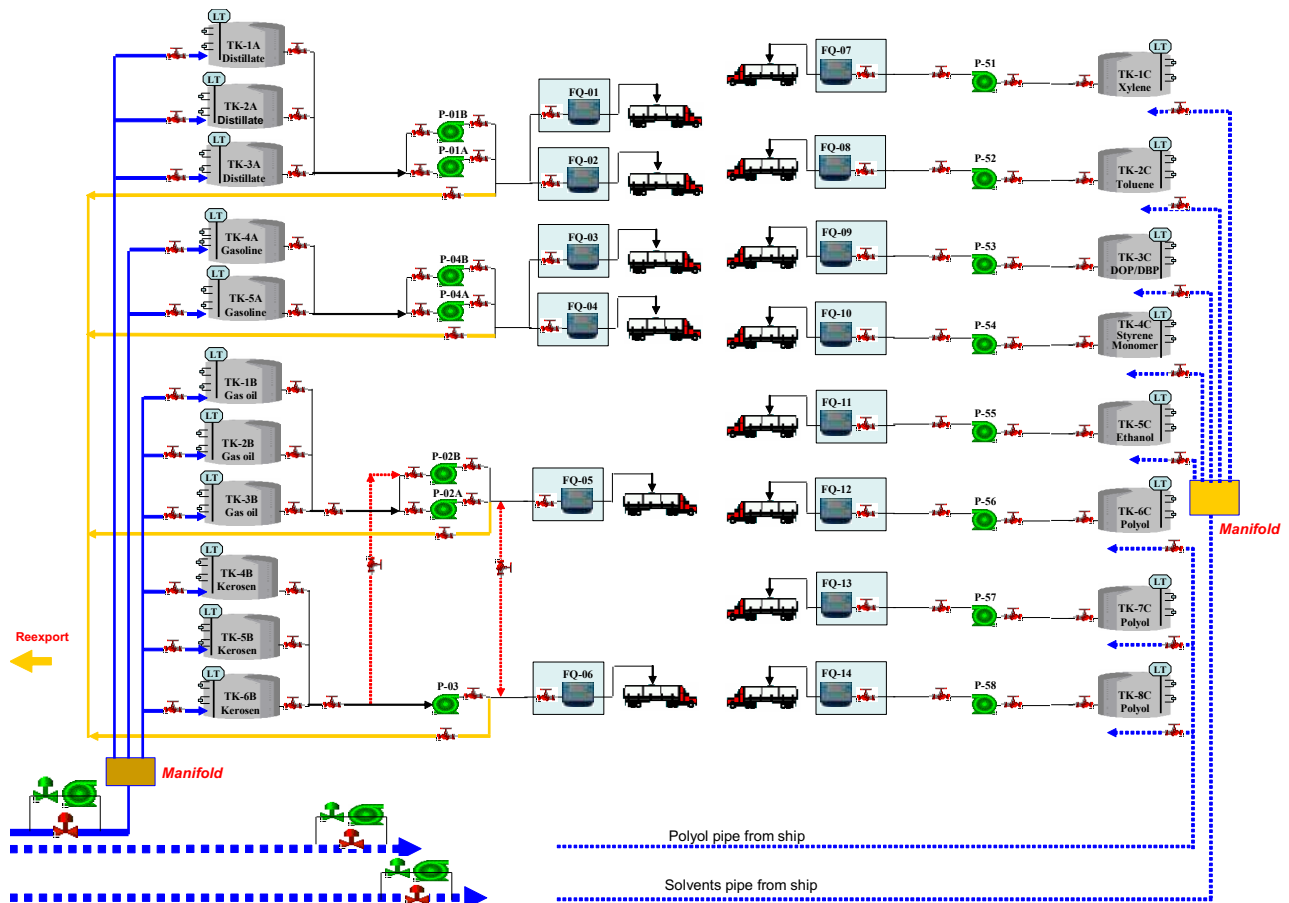 LT
TK-1A
Distillate
LT
TK-2A
Distillate
LT
TK-3A
Distillate
P-01B
P-01A
FQ-01
FQ-02
LT
TK-4A
Gasoline
LT
TK-5A
Gasoline
P-04B
P-04A
FQ-03
FQ-04
LT
TK-1B
Gas oil
LT
TK-2B
Gas oil
LT
TK-3B
Gas oil
P-02B
P-02A
FQ-05
LT
TK-4B
Kerosen
LT
TK-5B
Kerosen
LT
TK-6B
Kerosen
P-03
FQ-06
Reexport
Manifold
FQ-07
P-51
LT
TK-1C
Xylene
FQ-08
P-52
LT
TK-2C
Toluene
FQ-09
P-53
LT
TK-3C
DOP/DBP
FQ-10
P-54
LT
TK-4C
Styrene
Monomer
FQ-11
P-55
LT
TK-5C
Ethanol
FQ-12
P-56
LT
TK-6C
Polyol
Manifold
FQ-13
P-57
LT
TK-7C
Polyol
FQ-14
P-58
LT
TK-8C
Polyol
Polyol pipe from ship
Solvents pipe from ship